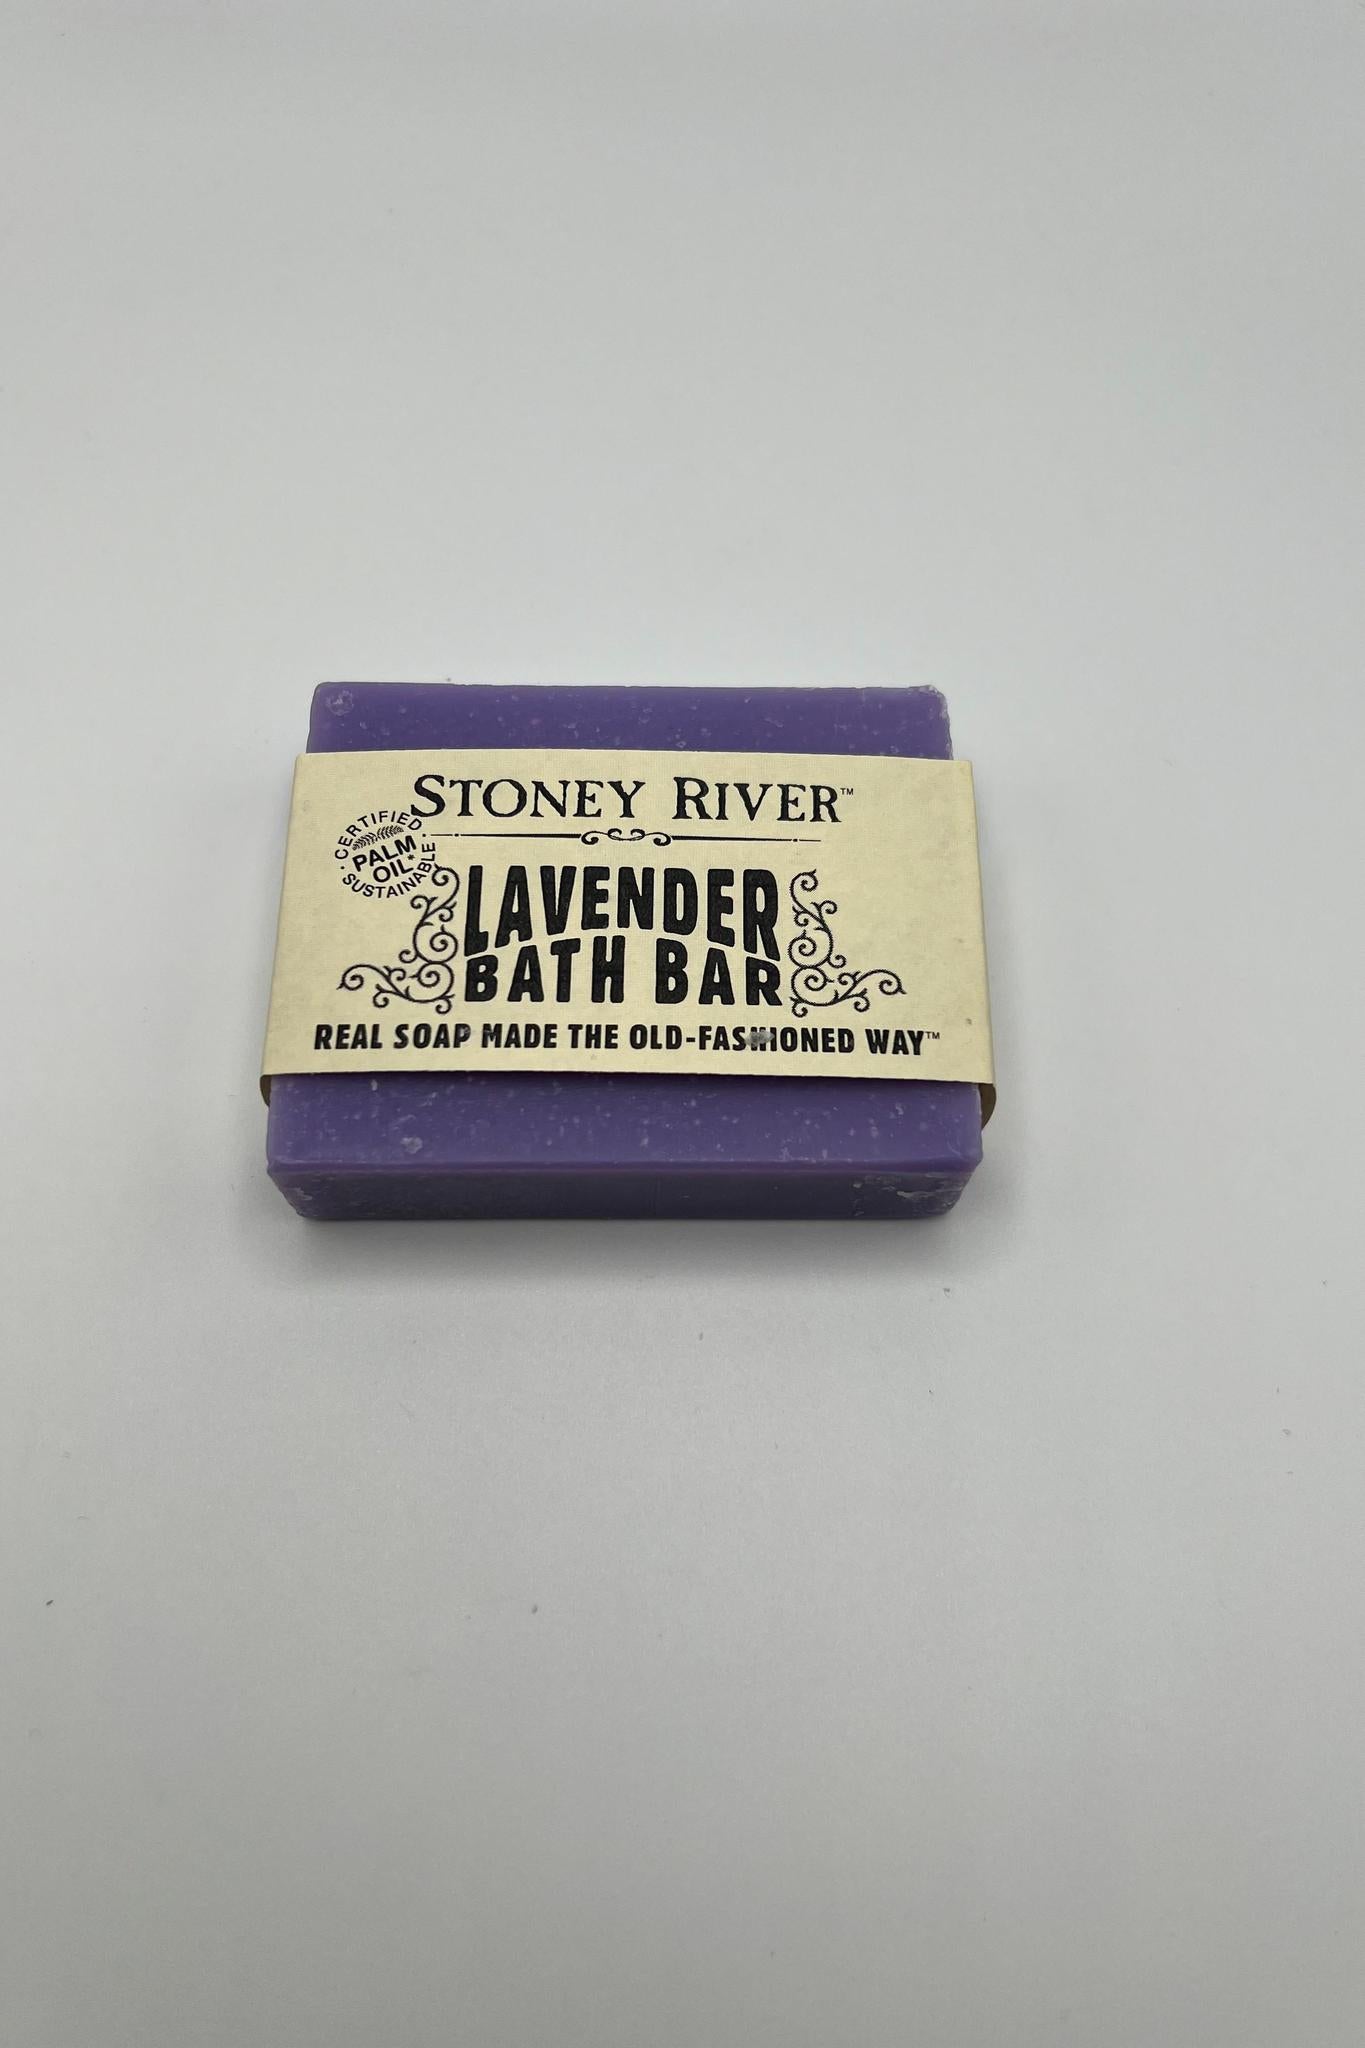 STONEY RIVER™
CERTIFIED
PALM
OIL*
SUSTAINABLE
LAVENDER
BATH BAR
REAL SOAP MADE THE OLD-FASHIONED WAY™